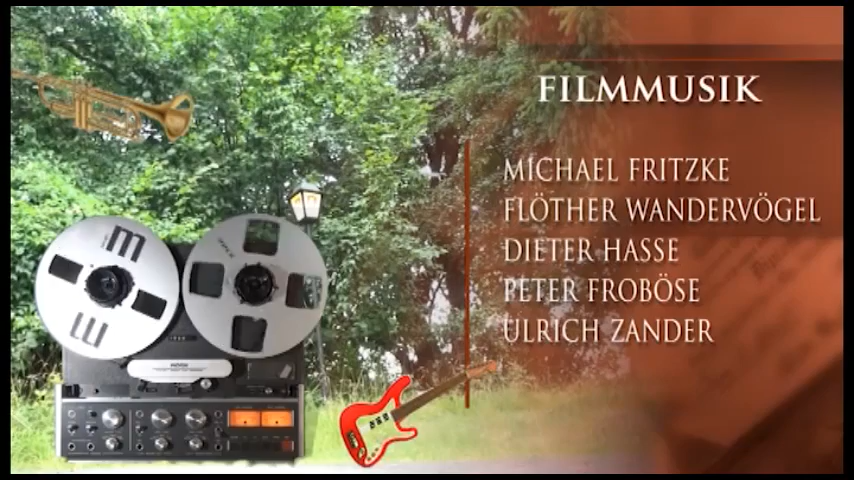 FILMMUSIK
MICHAEL FRITZKE
FLÖTHER WANDERVÖGEL
DIETER HASSE
PETER FROBÖSE
ULRICH ZANDER